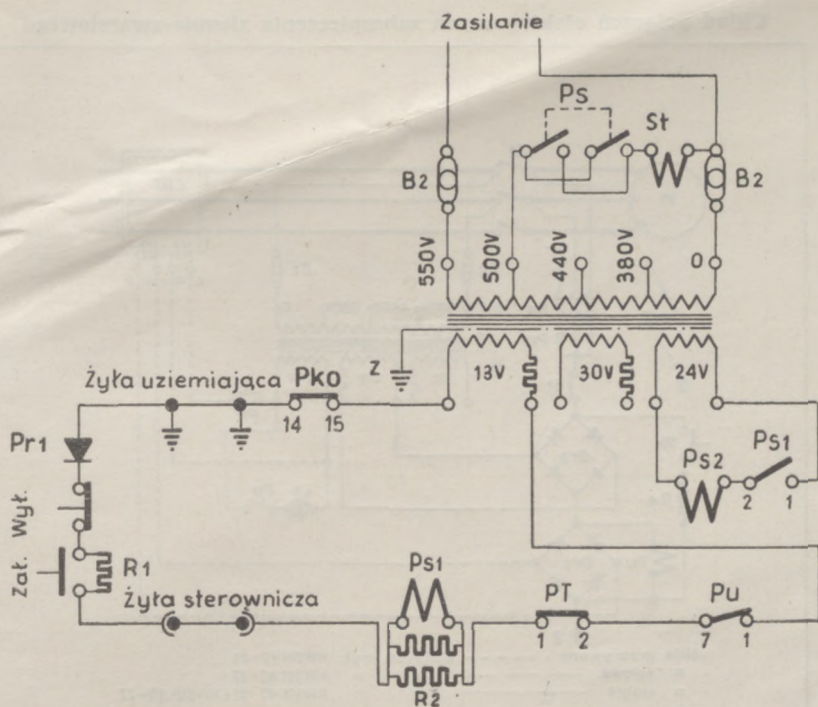 Zasilanie
Ps
St
B2
B2
550V
500V
440V
380V
0
Z
13V
30V
24V
Żyła uziemiająca
Pko
14
15
Pr1
Ps2
Ps1
2
1
Wył.
Zał.
R1
Żyła sterownicza
Ps1
R2
PT
1
2
Pu
7
1